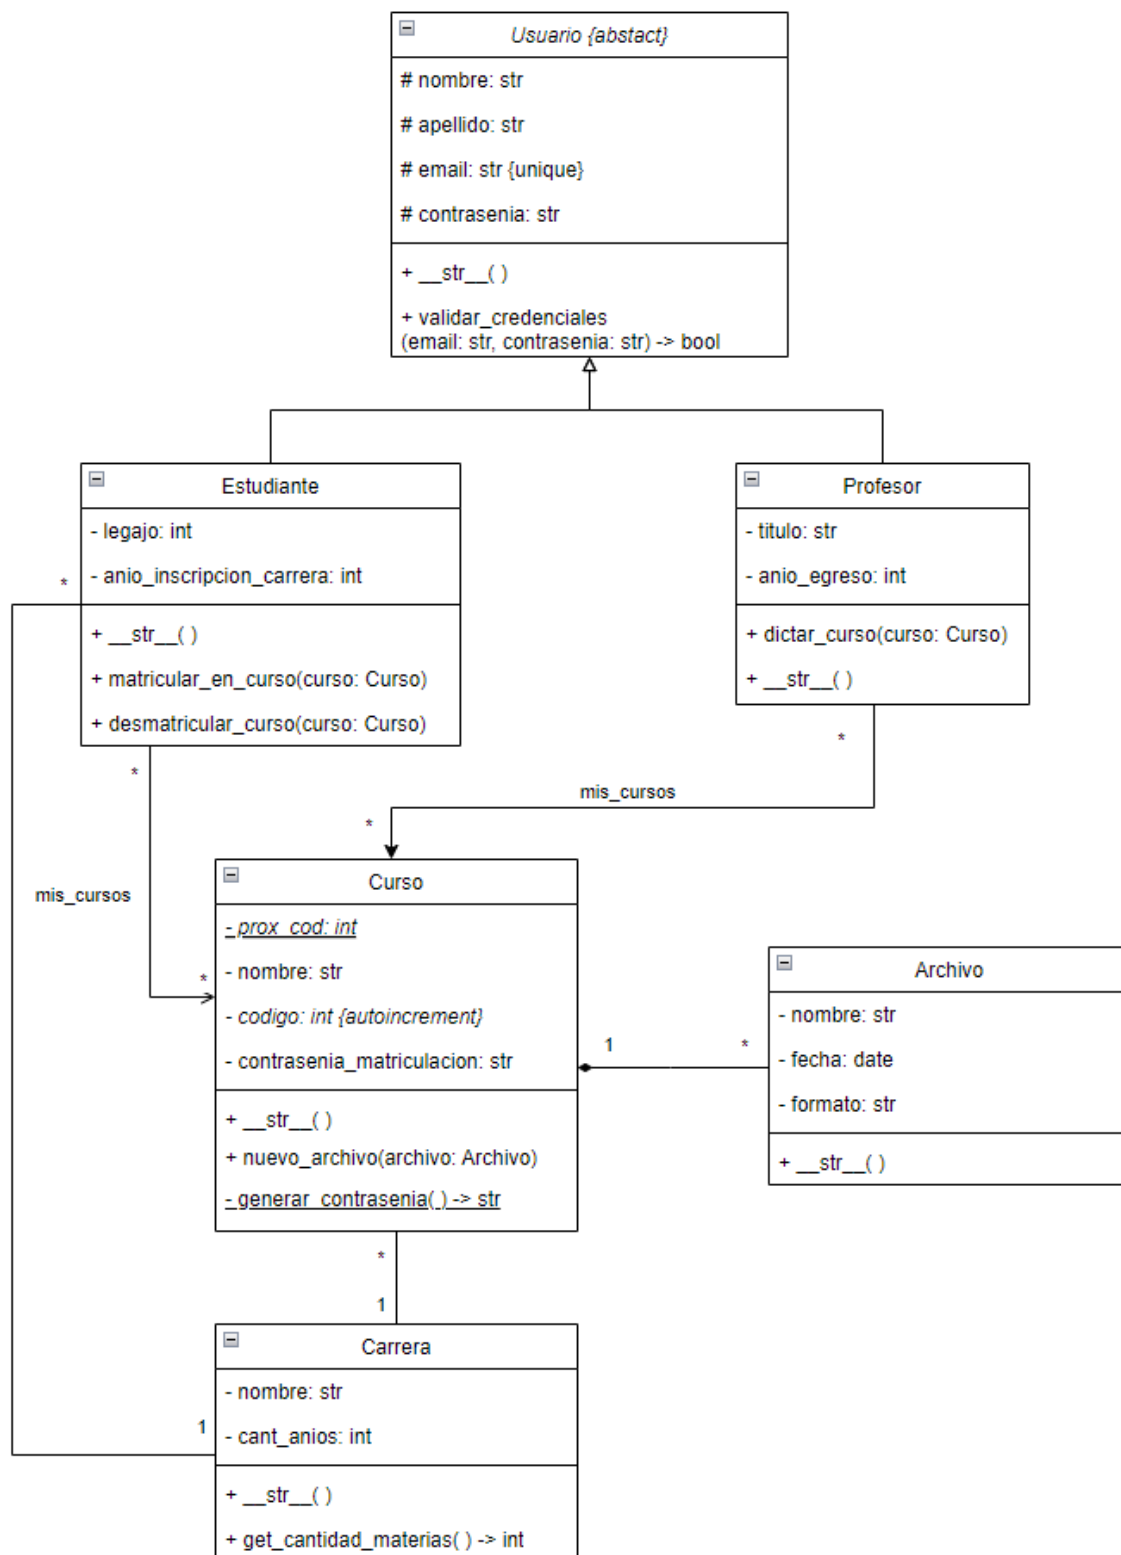 Usuario {abstact}
# nombre: str
# apellido: str
# email: str {unique}
# contrasenia: str
+ __str__( )
+ validar_credenciales
(email: str, contrasenia: str) -> bool
Estudiante
- legajo: int
- anio_inscripcion_carrera: int
+ __str__( )
+ matricular_en_curso(curso: Curso)
+ desmatricular_curso(curso: Curso)
Profesor
- titulo: str
- anio_egreso: int
+ dictar_curso(curso: Curso)
+ __str__( )
*
*
*
mis_cursos
*
mis_cursos
*
Curso
- prox_cod: int
- nombre: str
- codigo: int {autoincrement}
- contrasenia_matriculacion: str
+ __str__( )
+ nuevo_archivo(archivo: Archivo)
- generar_contrasenia( ) -> str
1
*
Archivo
- nombre: str
- fecha: date
- formato: str
+ __str__( )
*
1
1
Carrera
- nombre: str
- cant_anios: int
+ __str__( )
+ get_cantidad_materias( ) -> int